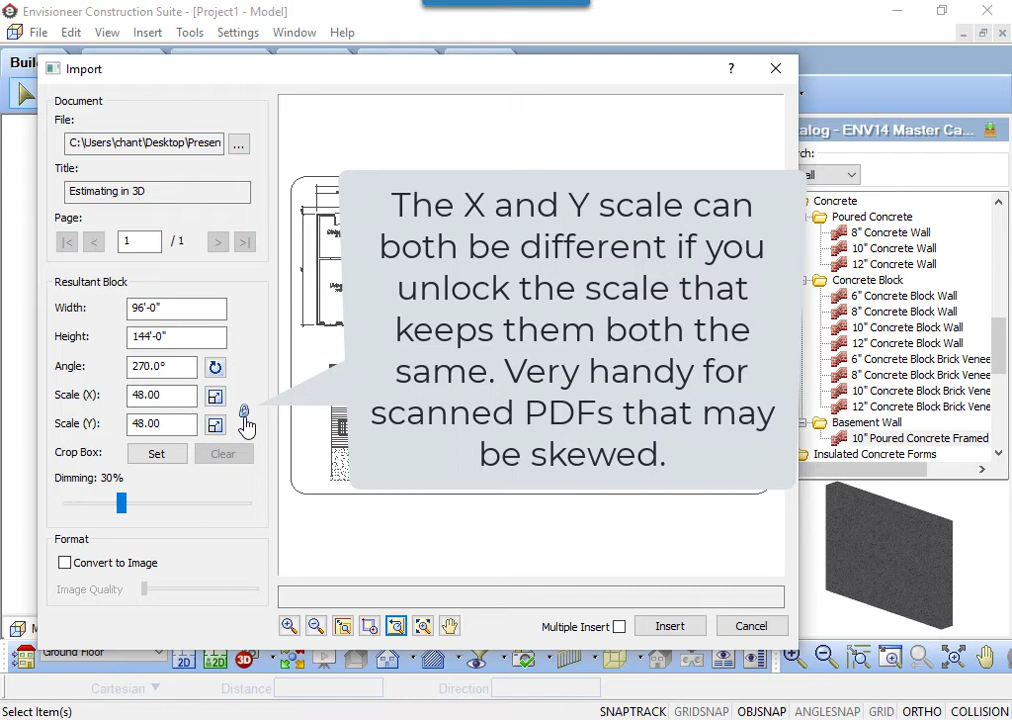 Envisioneer Construction Suite - [Project1 - Model]
File Edit View Insert Tools Settings Window Help
Import
?
Document
File:
C:\Users\chant\Desktop\Presen
...
Title:
Estimating in 3D
Page:
|< < 1 / 1 > >|
Resultant Block
Width: 96'-0"
Height: 144'-0"
Angle: 270.0°
Scale (X): 48.00
Scale (Y): 48.00
Crop Box: Set Clear
Dimming: 30%
Format
Convert to Image
Image Quality
The X and Y scale can
both be different if you
unlock the scale that
keeps them both the
same. Very handy for
scanned PDFs that may
be skewed.
Multiple Insert Insert Cancel
alog - ENV14 Master Ca...
ch:
all
Concrete
Poured Concrete
8" Concrete Wall
10" Concrete Wall
12" Concrete Wall
Concrete Block
6" Concrete Block Wall
8" Concrete Block Wall
10" Concrete Block Wall
12" Concrete Block Wall
6" Concrete Block Brick Venee
8" Concrete Block Brick Venee
10" Concrete Block Brick Venee
12" Concrete Block Brick Venee
Basement Wall
10" Poured Concrete Framed
Insulated Concrete Forms
Ground Floor
2D 2D 3D
Cartesian Distance Direction
Select Item(s)
SNAPTRACK GRIDSNAP OBJSNAP ANGLESNAP GRID ORTHO COLLISION